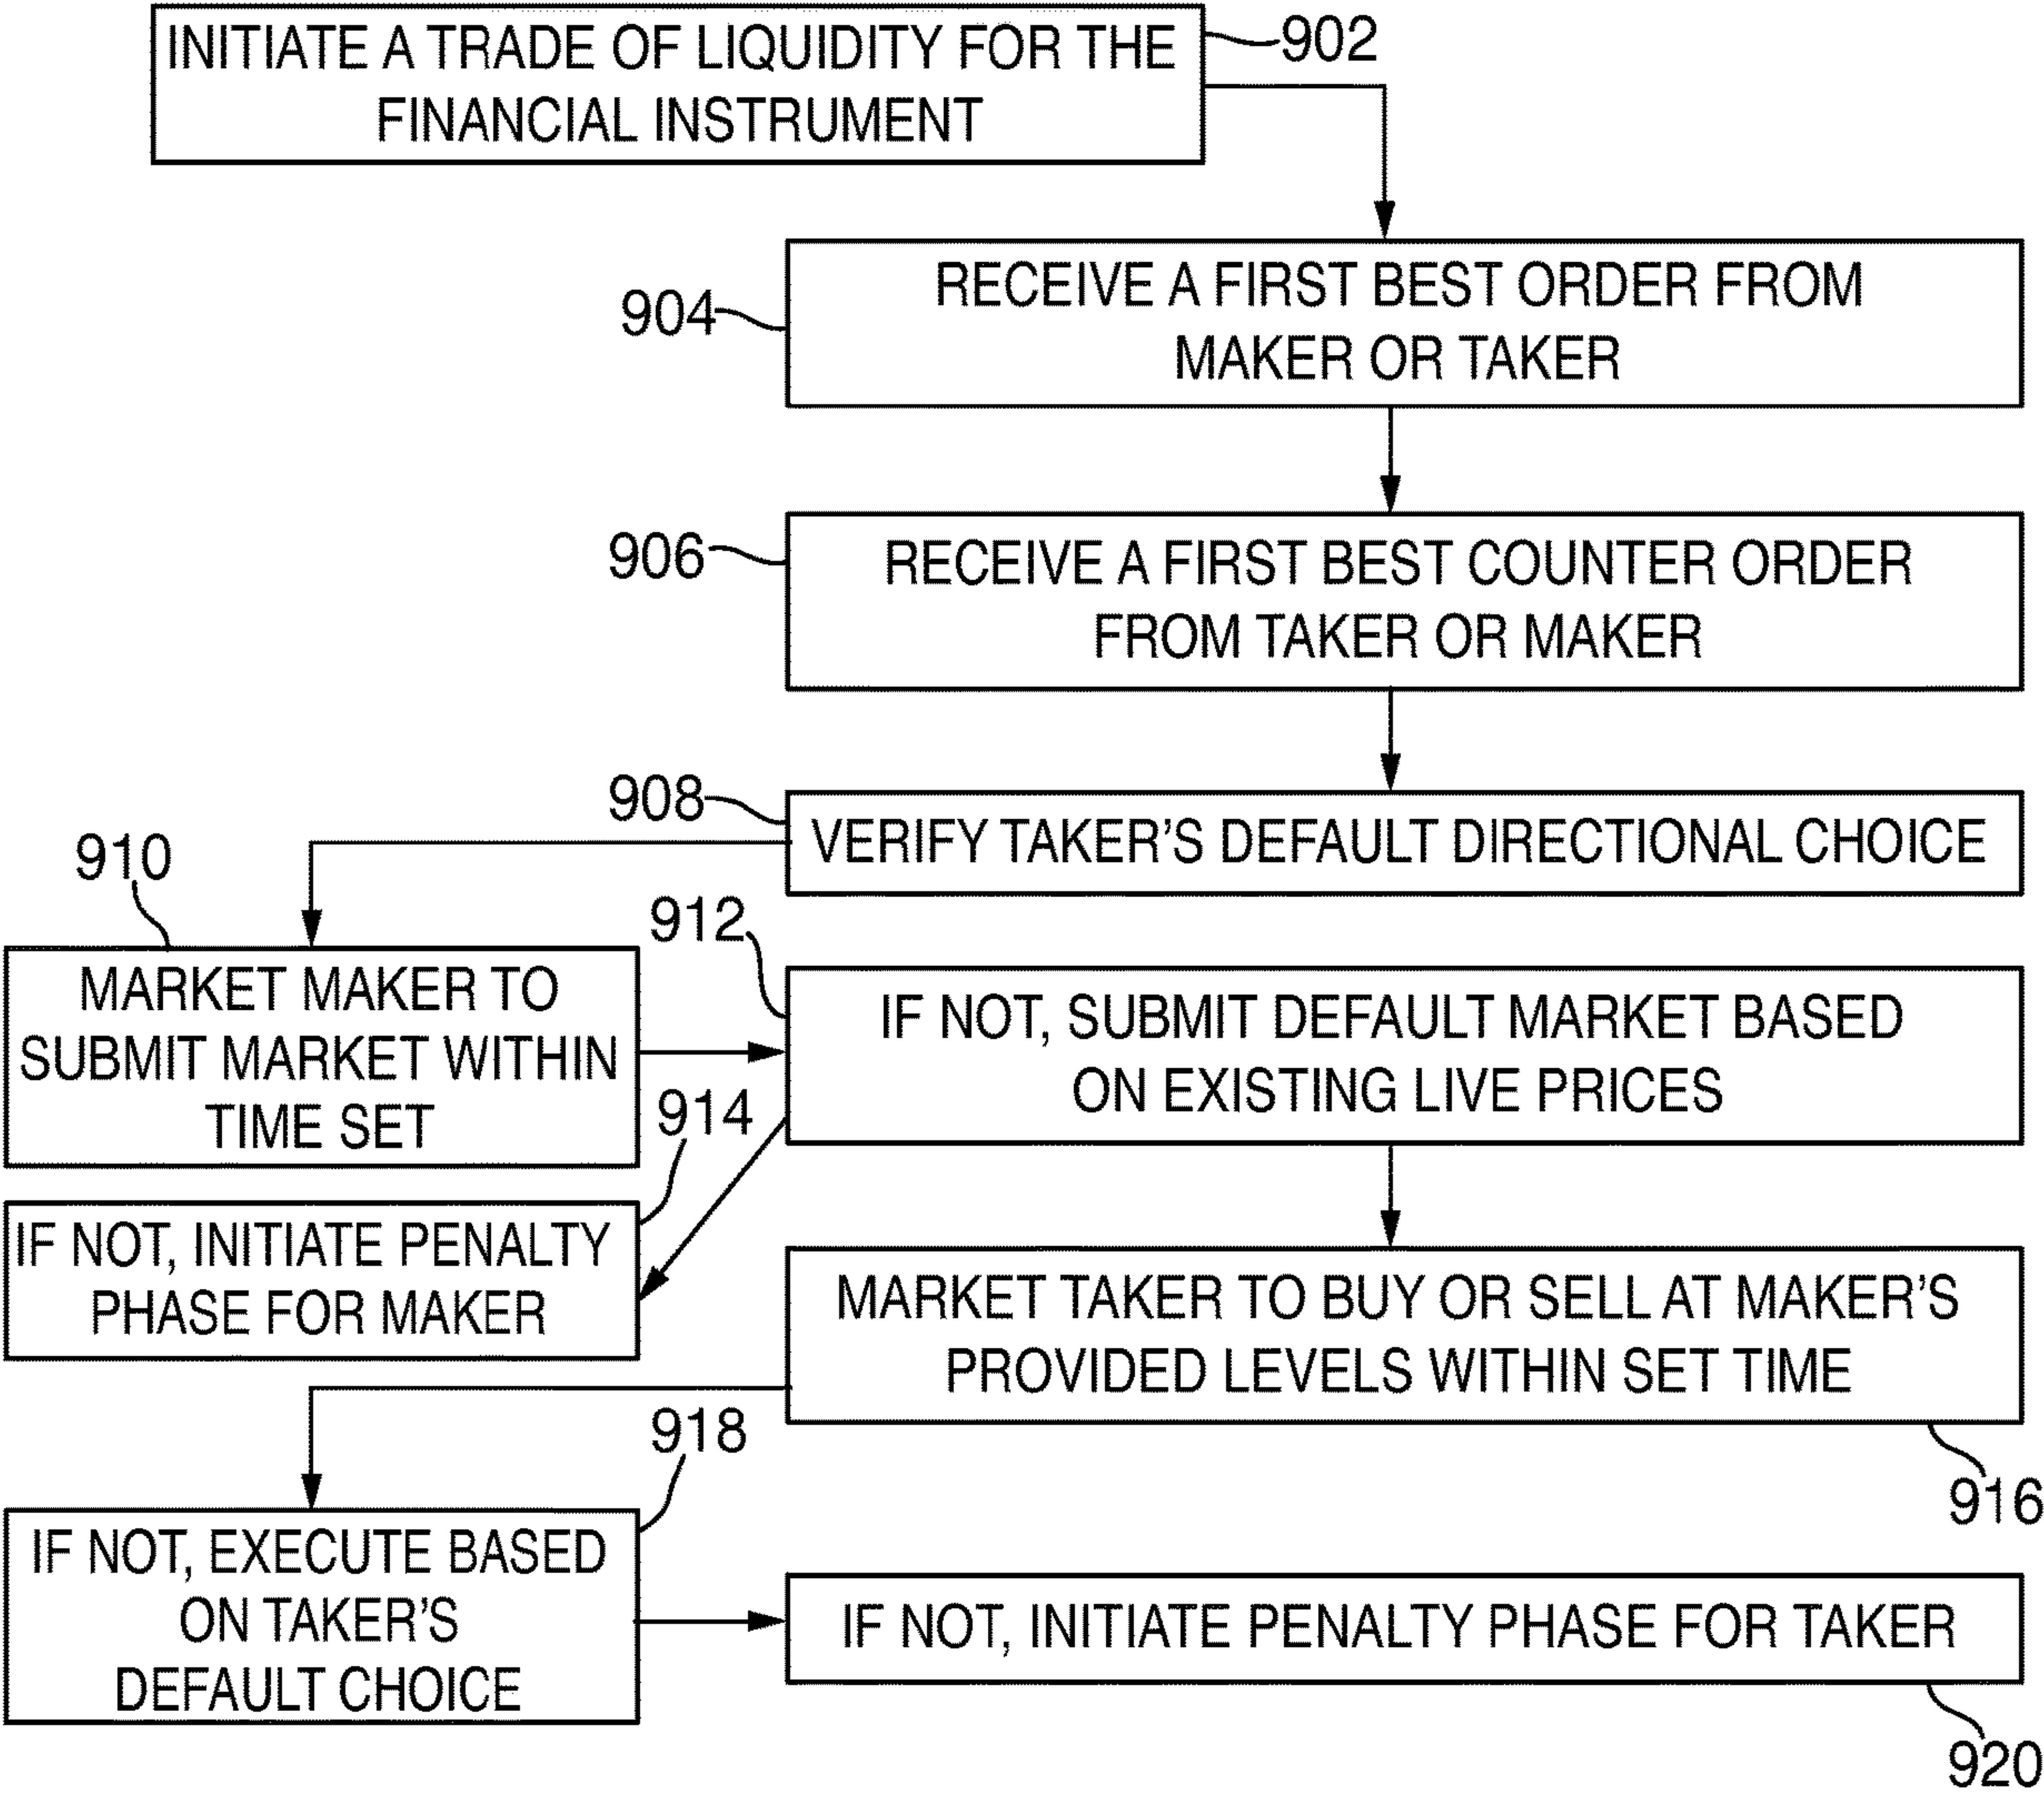 INITIATE A TRADE OF LIQUIDITY FOR THE
FINANCIAL INSTRUMENT
902
904
RECEIVE A FIRST BEST ORDER FROM
MAKER OR TAKER
906
RECEIVE A FIRST BEST COUNTER ORDER
FROM TAKER OR MAKER
908
VERIFY TAKER'S DEFAULT DIRECTIONAL CHOICE
910
MARKET MAKER TO
SUBMIT MARKET WITHIN
TIME SET
912
IF NOT, SUBMIT DEFAULT MARKET BASED
ON EXISTING LIVE PRICES
914
IF NOT, INITIATE PENALTY
PHASE FOR MAKER
MARKET TAKER TO BUY OR SELL AT MAKER'S
PROVIDED LEVELS WITHIN SET TIME
916
918
IF NOT, EXECUTE BASED
ON TAKER'S
DEFAULT CHOICE
IF NOT, INITIATE PENALTY PHASE FOR TAKER
920